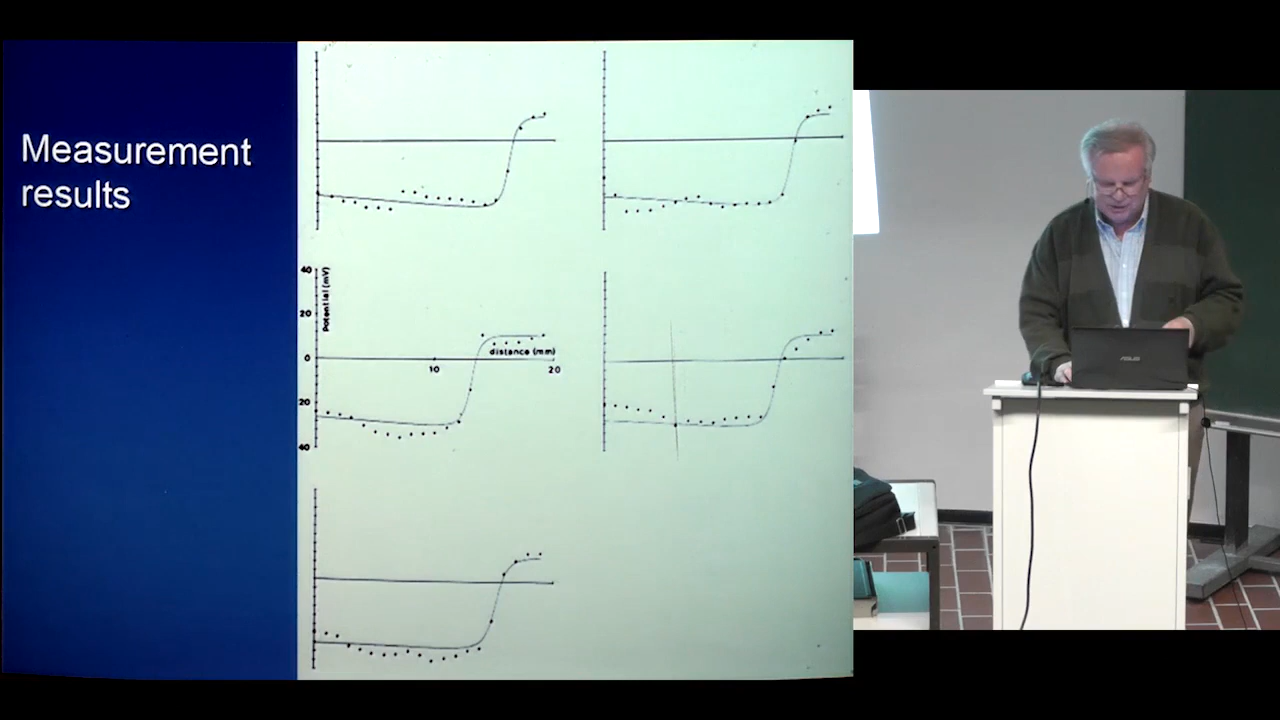 Measurement
results
40
Potential (mV)
20
0
distance (mm)
10
20
20
40
ASUS